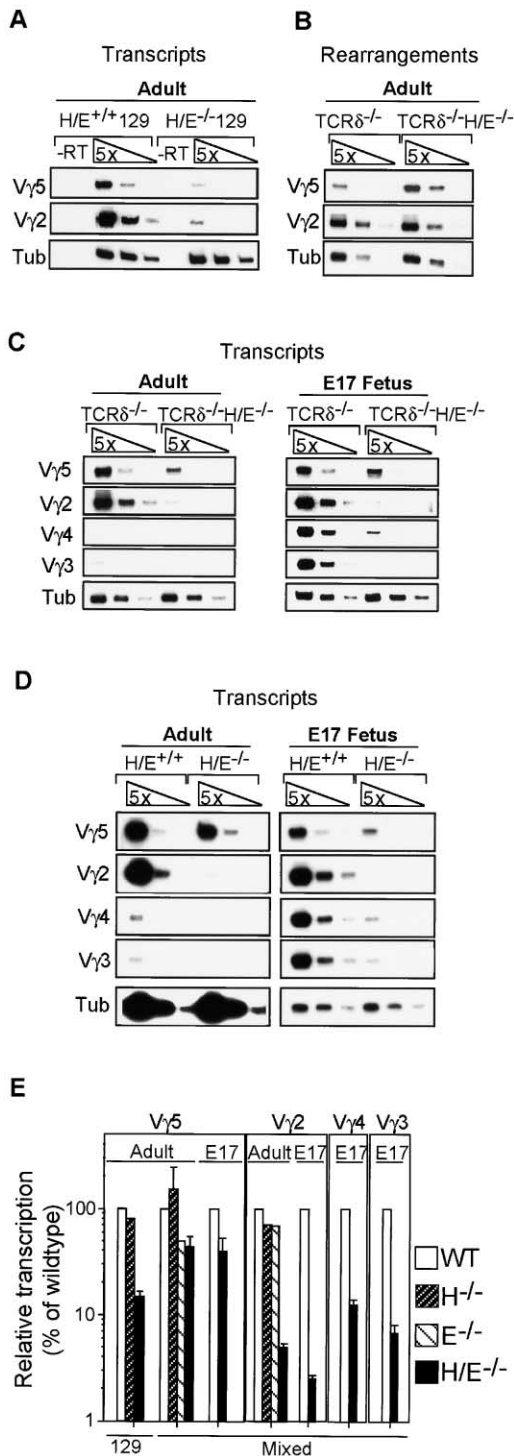 A
Transcripts
Adult
H/E+/+129 H/E-/-129
-RT 5x -RT 5x
Vγ5
Vγ2
Tub
B
Rearrangements
Adult
TCRδ-/- TCRδ-/-H/E-/-
5x 5x
Vγ5
Vγ2
Tub
C
Transcripts
Adult E17 Fetus
TCRδ-/- TCRδ-/-H/E-/- TCRδ-/- TCRδ-/-H/E-/-
5x 5x 5x 5x
Vγ5
Vγ2
Vγ4
Vγ3
Tub
D
Transcripts
Adult E17 Fetus
H/E+/+ H/E-/- H/E+/+ H/E-/-
5x 5x 5x 5x
Vγ5
Vγ2
Vγ4
Vγ3
Tub
E
Vγ5 Vγ2 Vγ4 Vγ3
Adult E17 Adult E17 E17 E17
Relative transcription
(% of wildtype)
100
10
1
WT
H-/-
E-/-
H/E-/-
129 Mixed